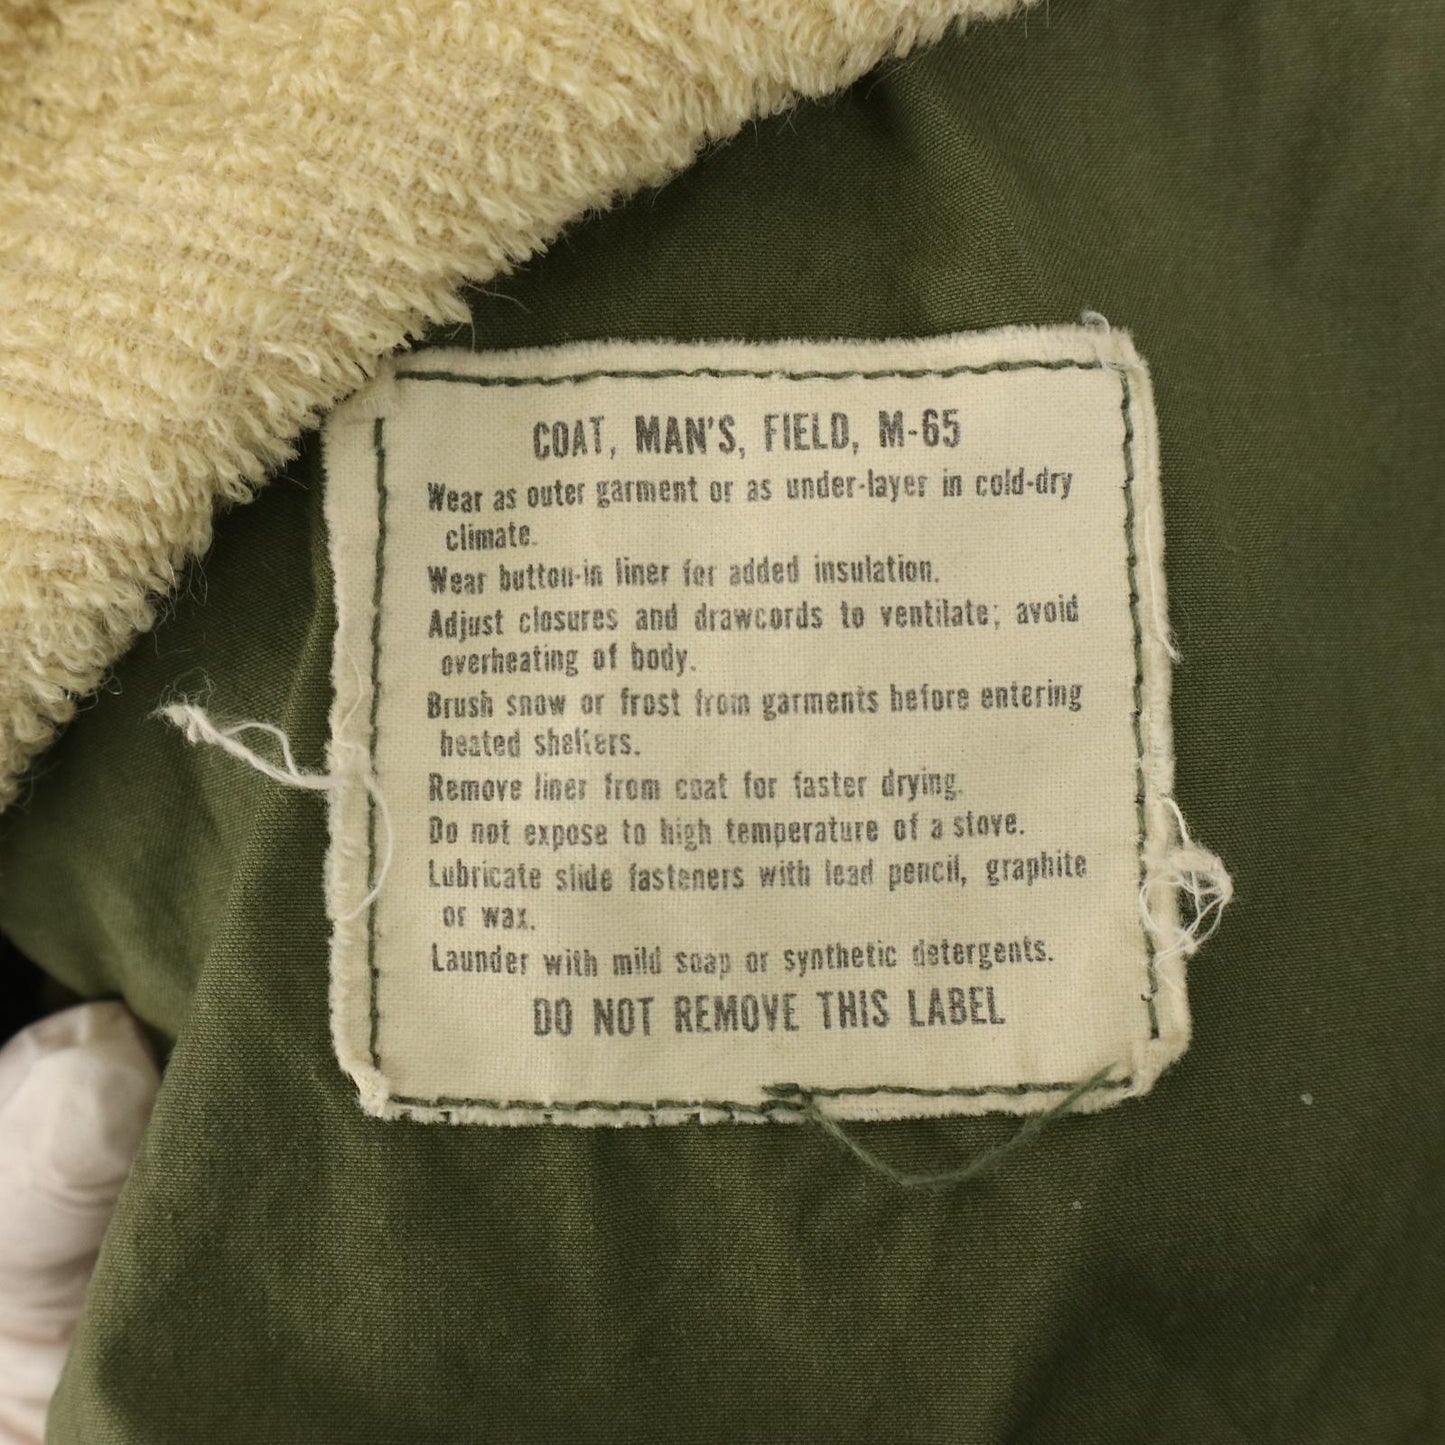 COAT, MAN'S, FIELD, M-65
Wear as outer garment or as under-layer in cold-dry
climate.
Wear button-in liner for added insulation.
Adjust closures and drawcords to ventilate; avoid
overheating of body.
Brush snow or frost from garments before entering
heated shelters.
Remove liner from coat for faster drying.
Do not expose to high temperature of a stove.
Lubricate slide fasteners with lead pencil, graphite
or wax.
Launder with mild soap or synthetic detergents.
DO NOT REMOVE THIS LABEL